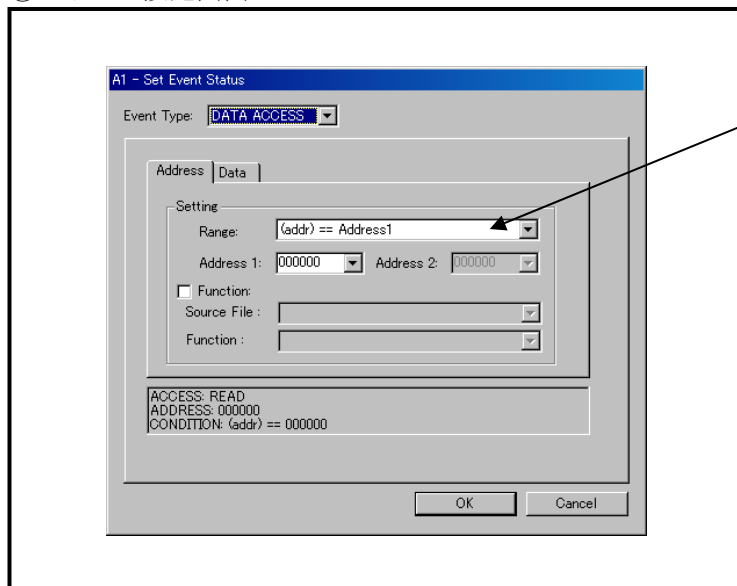 A1 - Set Event Status
Event Type: DATA ACCESS
Address Data
Setting
Range: (addr) == Address1
Address 1: 000000 Address 2: 000000
Function:
Source File :
Function :
ACCESS: READ
ADDRESS: 000000
CONDITION: (addr) == 000000
OK Cancel